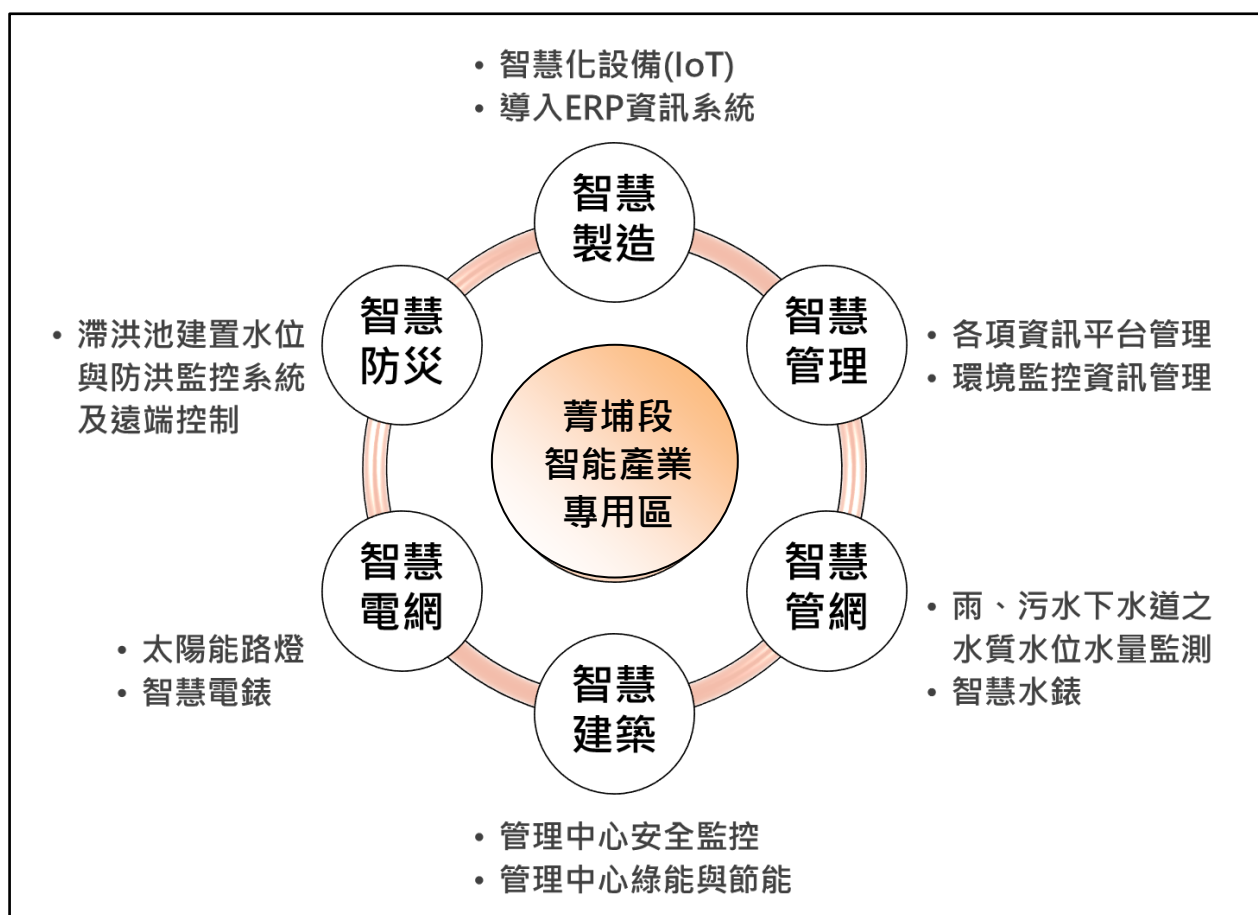 • 智慧化設備(IoT)
• 導入ERP資訊系統
智慧
製造
智慧
管理
• 各項資訊平台管理
• 環境監控資訊管理
智慧
管網
• 雨、污水下水道之
水質水位水量監測
• 智慧水錶
智慧
建築
• 管理中心安全監控
• 管理中心綠能與節能
智慧
電網
• 太陽能路燈
• 智慧電錶
智慧
防災
• 滯洪池建置水位
與防洪監控系統
及遠端控制
菁埔段
智能產業
專用區